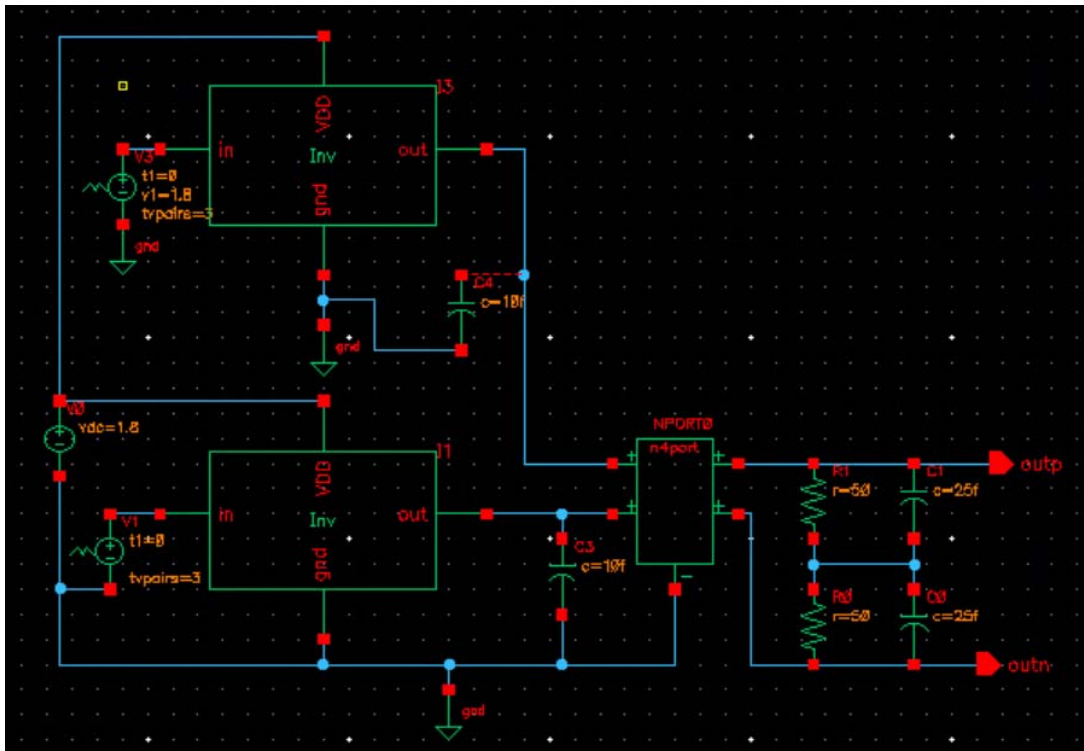 I3
VDD
in
Inv
out
gnd
V3
t1=0
v1=1.8
tvpairs=3
gnd
C4
c=10f
gnd
V0
vdc=1.8
I1
VDD
in
Inv
out
gnd
V1
t1=0
tvpairs=3
C3
c=10f
NPORT0
n4port
R1
r=50
C1
c=25f
outp
R0
r=50
C0
c=25f
outn
gnd